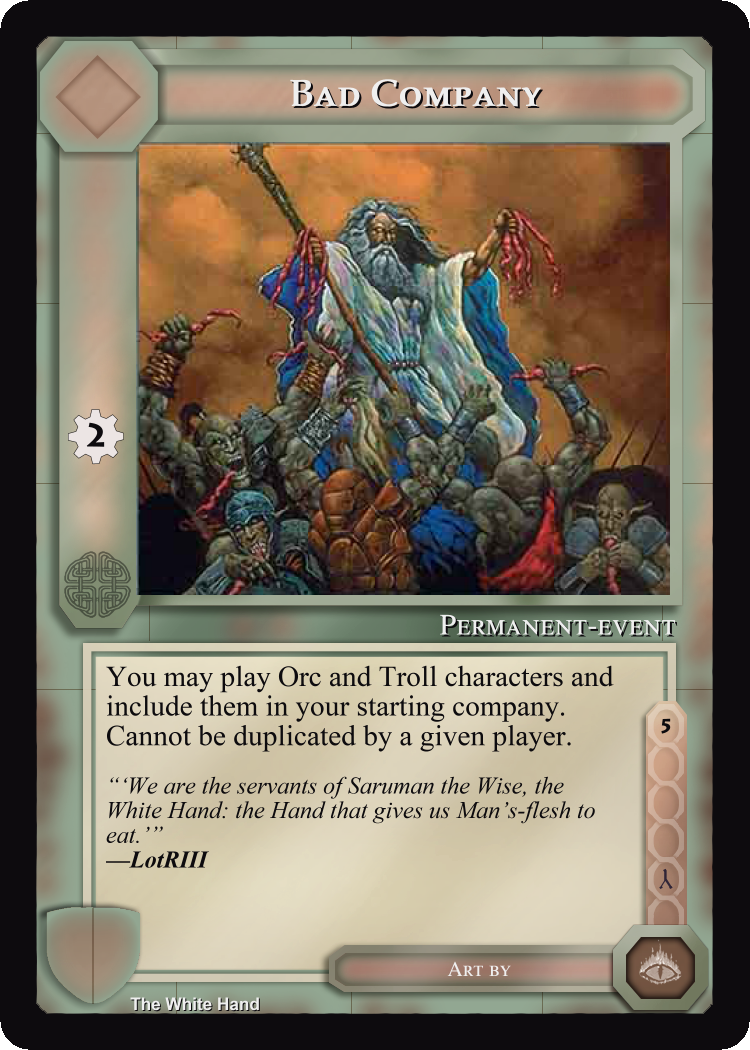 Bad Company
2
Permanent-event
You may play Orc and Troll characters and
include them in your starting company.
Cannot be duplicated by a given player.
“‘We are the servants of Saruman the Wise, the
White Hand: the Hand that gives us Man’s-flesh to
eat.’”
—LotRIII
5
Art by
The White Hand